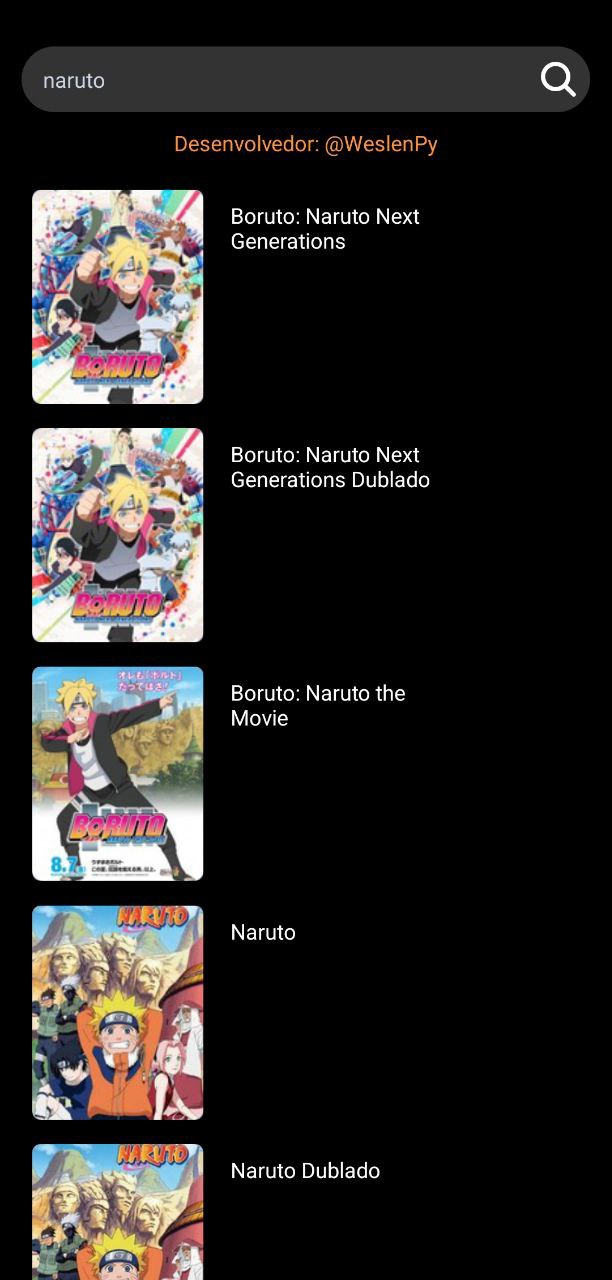 naruto
Desenvolvedor: @WeslenPy
Boruto: Naruto Next
Generations
BORUTO
Boruto: Naruto Next
Generations Dublado
BORUTO
オレも「ボルト」
だってばさ!
Boruto: Naruto the
Movie
BORUTO
8.7
NARUTO
Naruto
NARUTO
Naruto Dublado